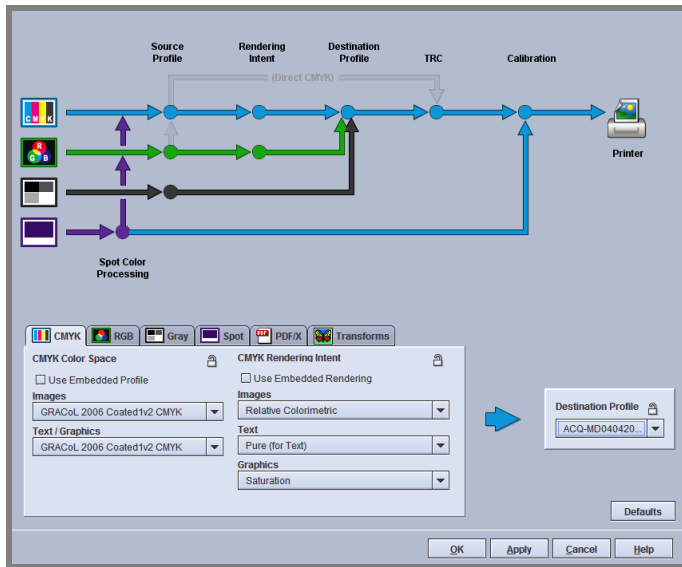 Source Profile
Rendering Intent
Destination Profile
TRC
Calibration
(Direct CMYK)
C M Y K
R
G B
Printer
Spot Color
Processing
CMYK RGB Gray Spot PDF PDF/X Transforms
CMYK Color Space
Use Embedded Profile
Images
GRACoL 2006 Coated1v2 CMYK
Text / Graphics
GRACoL 2006 Coated1v2 CMYK
CMYK Rendering Intent
Use Embedded Rendering
Images
Relative Colorimetric
Text
Pure (for Text)
Graphics
Saturation
Destination Profile
ACQ-MD040420...
Defaults
OK Apply Cancel Help